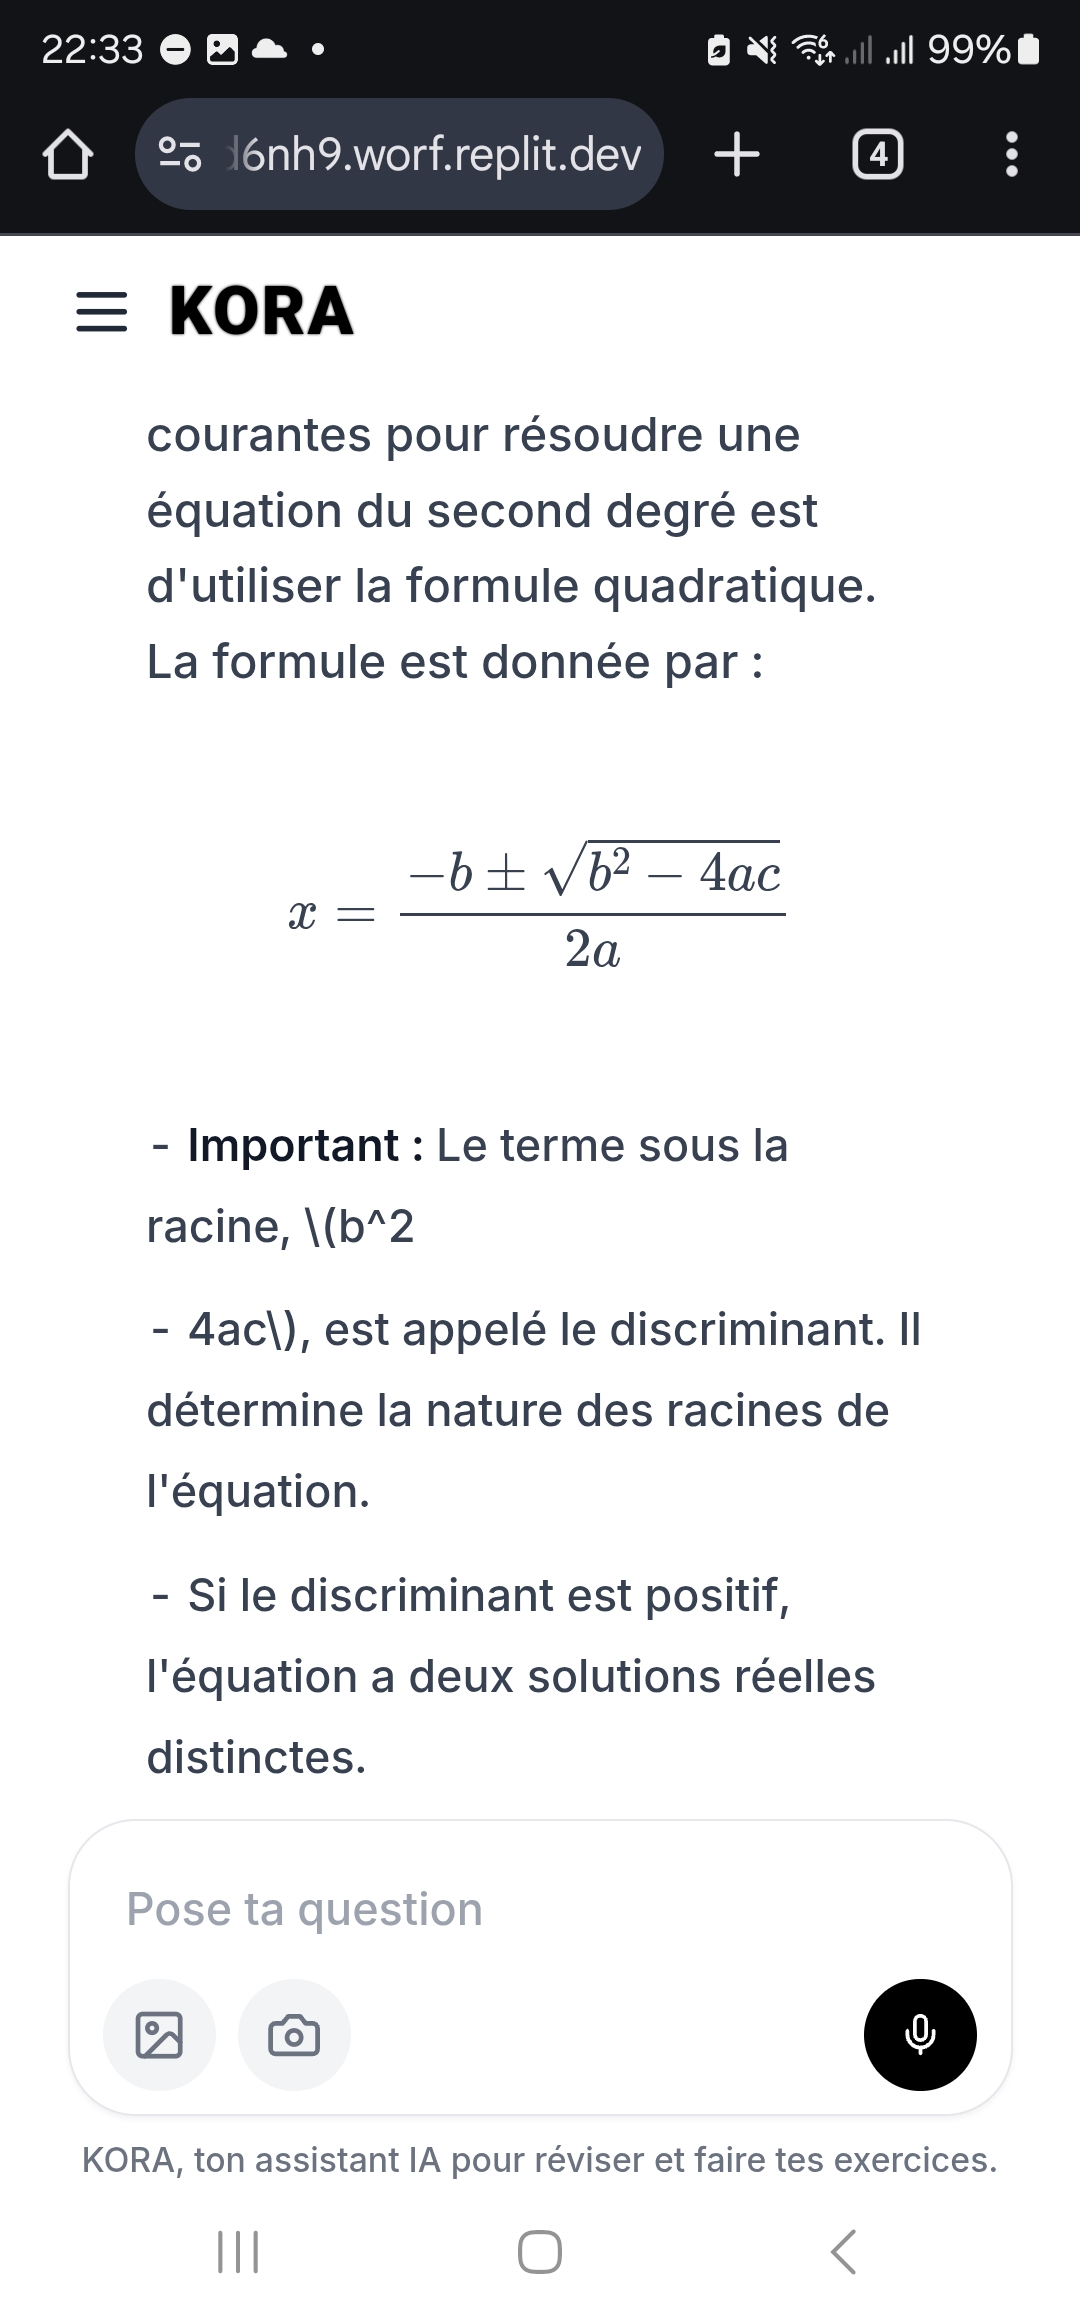 22:33
6 99%
d6nh9.worf.replit.dev
4
KORA
courantes pour résoudre une
équation du second degré est
d'utiliser la formule quadratique.
La formule est donnée par :
x = \frac{-b ± \sqrt{b^2 − 4ac}}{2a}
- Important : Le terme sous la
racine, \(b^2
- 4ac\), est appelé le discriminant. Il
détermine la nature des racines de
l'équation.
- Si le discriminant est positif,
l'équation a deux solutions réelles
distinctes.
Pose ta question
KORA, ton assistant IA pour réviser et faire tes exercices.